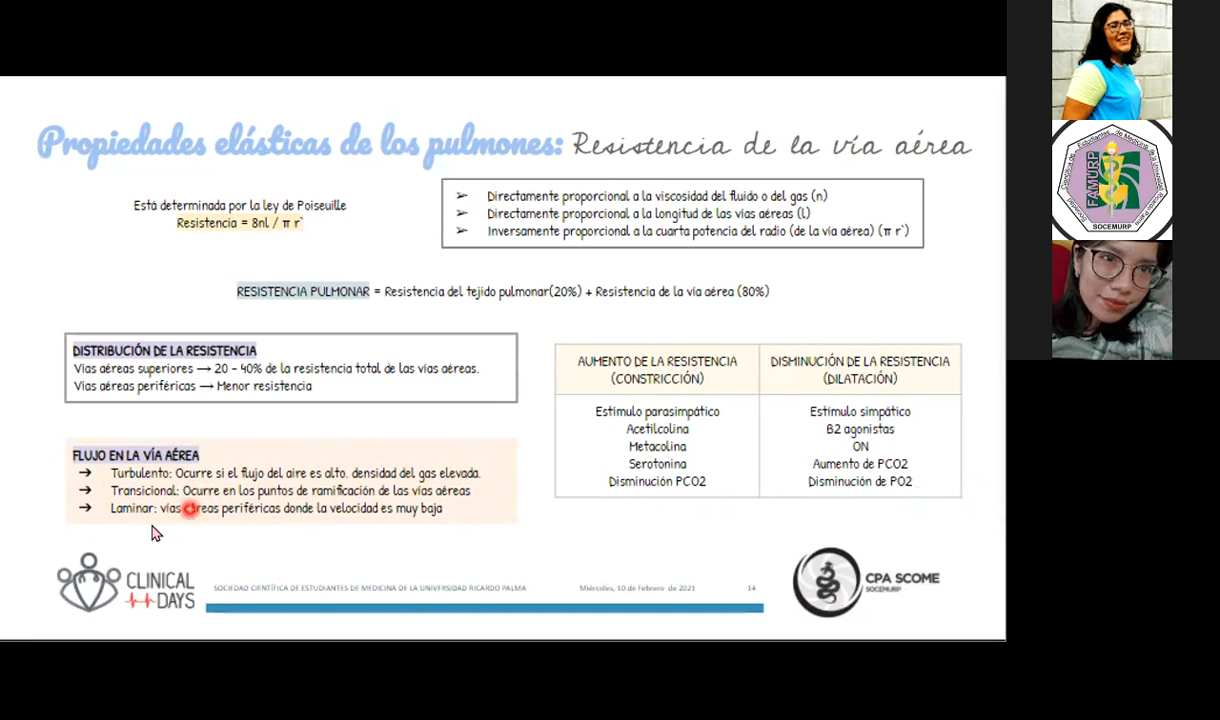 Propiedades elásticas de los pulmones: Resistencia de la vía aérea
Está determinada por la ley de Poiseuille
Resistencia = 8nl / π r`
➢ Directamente proporcional a la viscosidad del fluido o del gas (n)
➢ Directamente proporcional a la longitud de las vías aéreas (l)
➢ Inversamente proporcional a la cuarta potencia del radio (de la vía aérea) (π r`)
RESISTENCIA PULMONAR = Resistencia del tejido pulmonar(20%) + Resistencia de la vía aérea (80%)
DISTRIBUCIÓN DE LA RESISTENCIA
Vías aéreas superiores → 20 - 40% de la resistencia total de las vías aéreas.
Vías aéreas periféricas → Menor resistencia
FLUJO EN LA VÍA AÉREA
➔ Turbulento: Ocurre si el flujo del aire es alto. densidad del gas elevada.
➔ Transicional: Ocurre en los puntos de ramificación de las vías aéreas
➔ Laminar: vías aéreas periféricas donde la velocidad es muy baja
AUMENTO DE LA RESISTENCIA
(CONSTRICCIÓN)
Estímulo parasimpático
Acetilcolina
Metacolina
Serotonina
Disminución PCO2
DISMINUCIÓN DE LA RESISTENCIA
(DILATACIÓN)
Estímulo simpático
B2 agonistas
ON
Aumento de PCO2
Disminución de PO2
CLINICAL
DAYS
SOCIEDAD CIENTÍFICA DE ESTUDIANTES DE MEDICINA DE LA UNIVERSIDAD RICARDO PALMA
Miércoles, 10 de Febrero de 2021
14
CPA SCOME
SOCEMURP
FAMURP
SOCEMURP